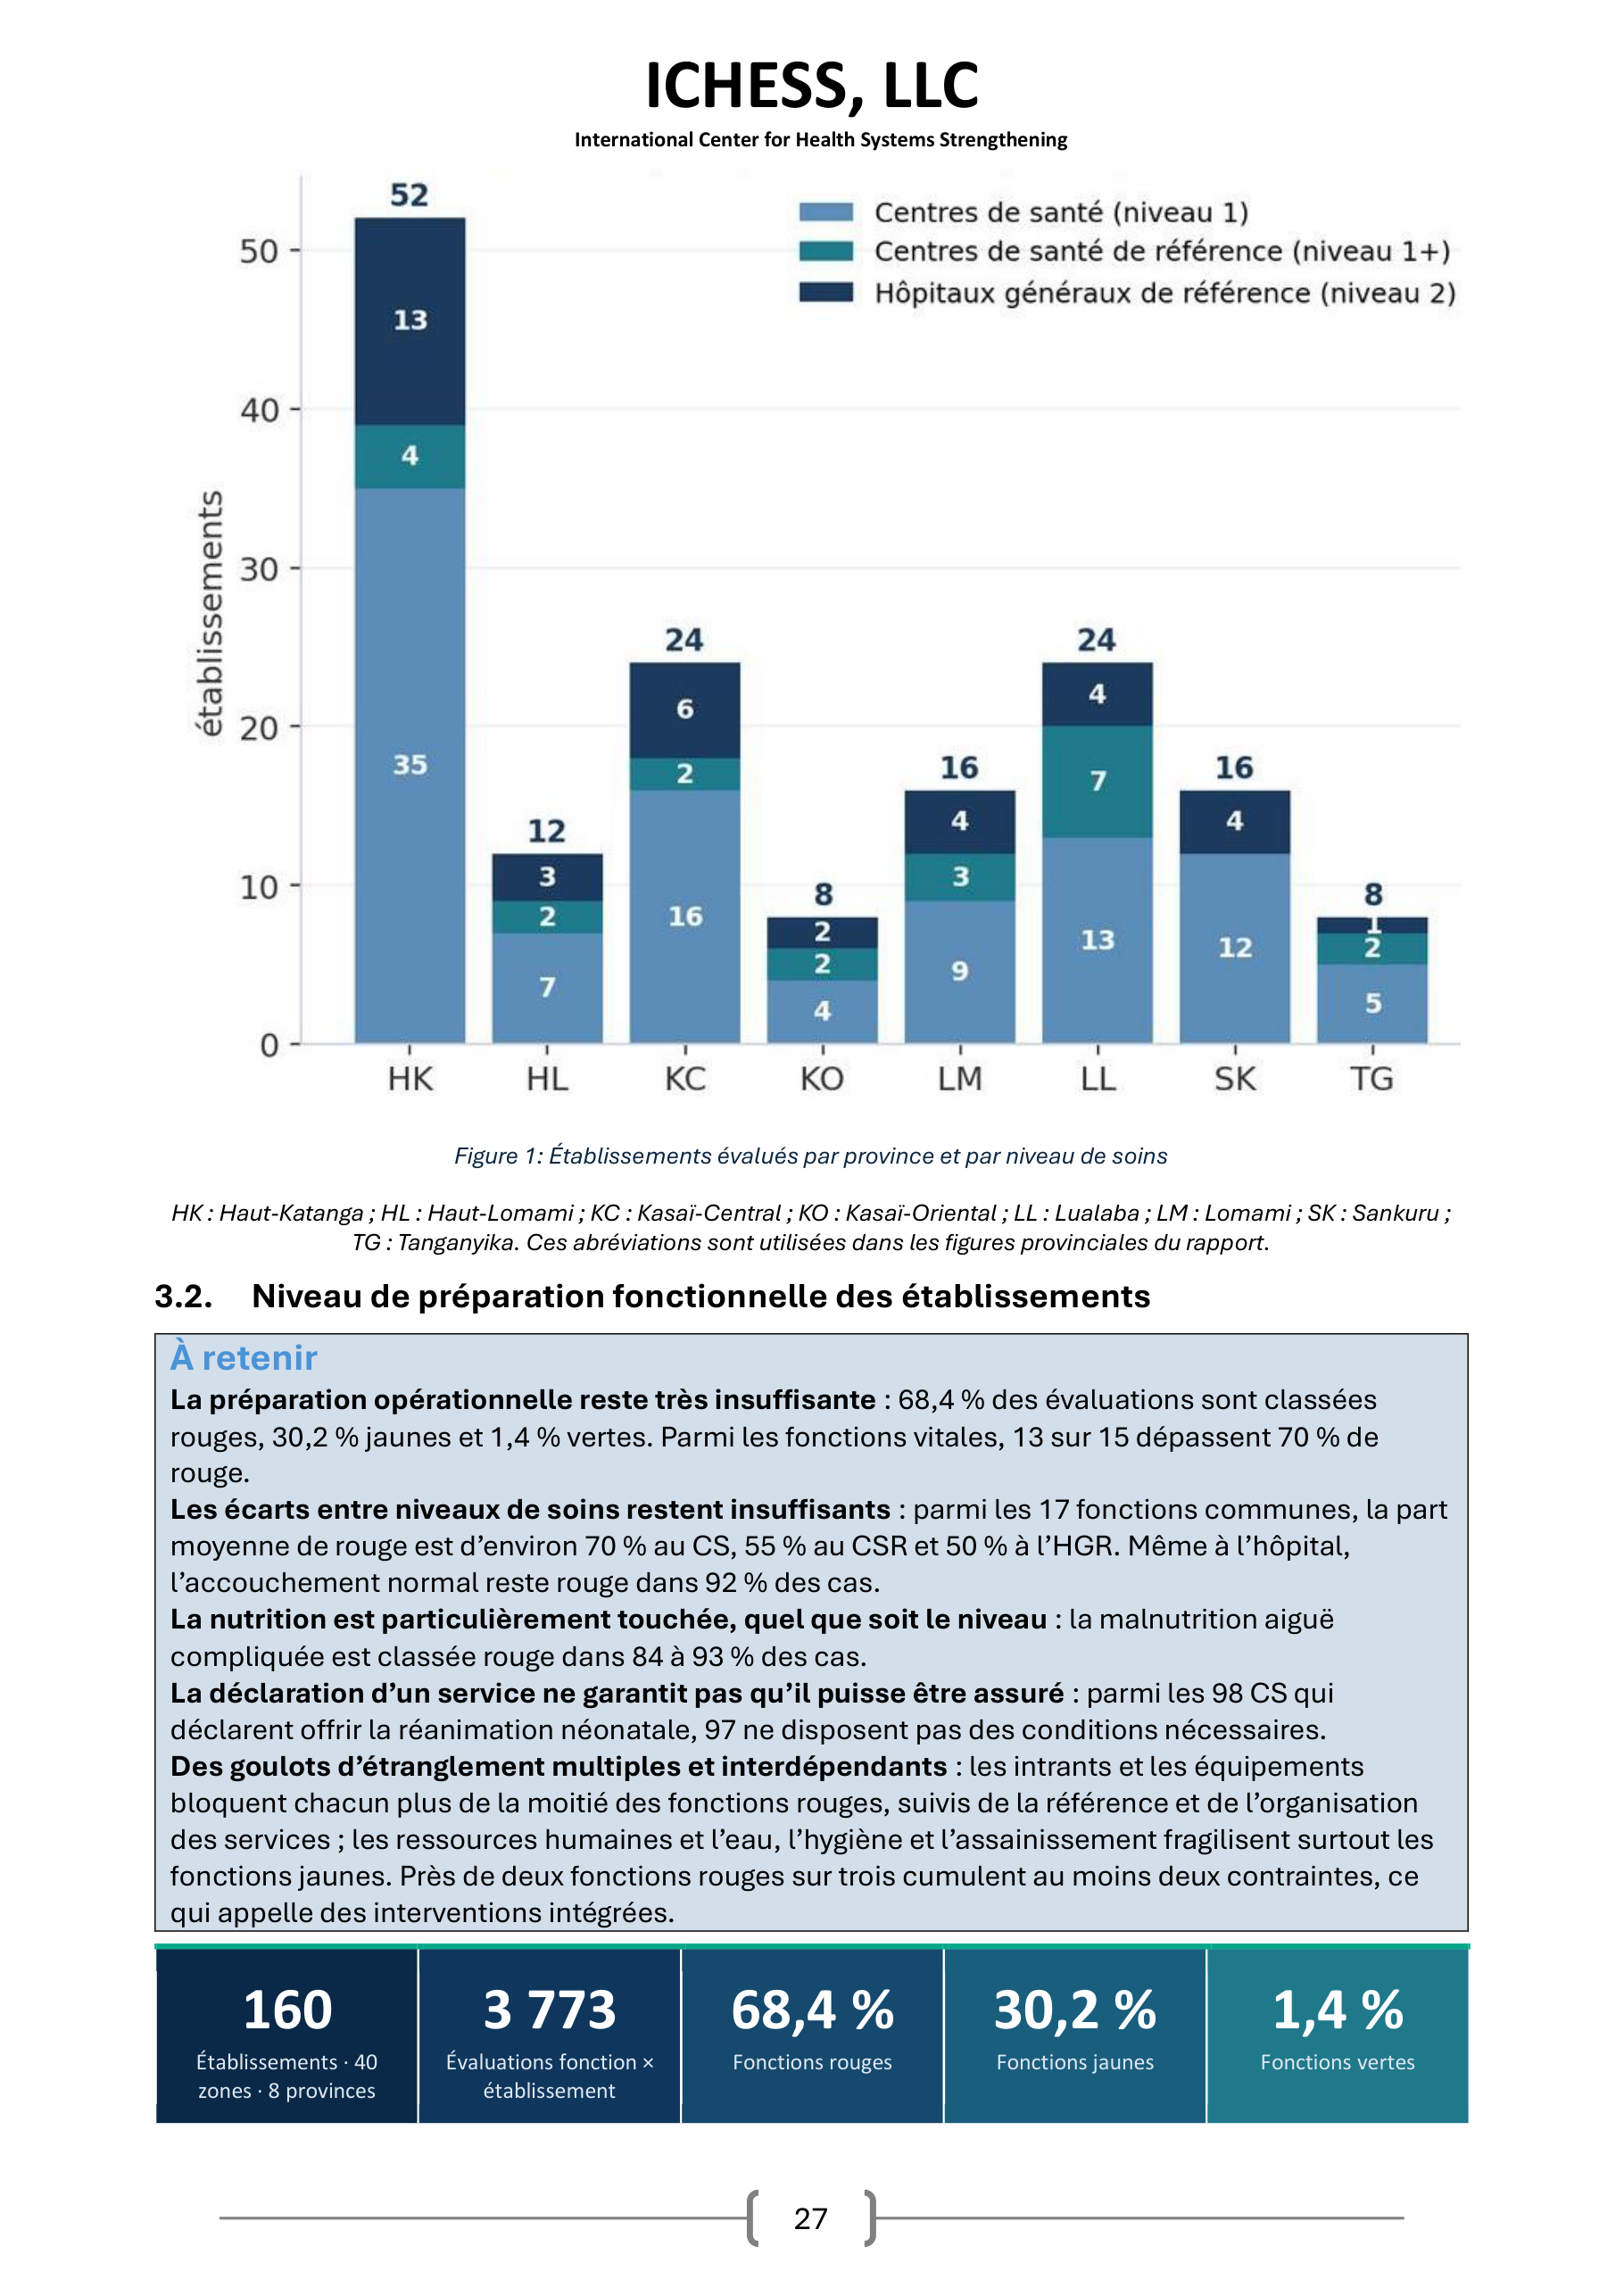 ICHESS, LLC
International Center for Health Systems Strengthening
52
Centres de santé (niveau 1)
Centres de santé de référence (niveau 1+)
Hôpitaux généraux de référence (niveau 2)
établissements
50
40
30
20
10
0
13
4
35
12
3
2
7
24
6
2
16
8
2
2
4
16
4
3
9
24
4
7
13
16
4
12
8
1
2
5
HK HL KC KO LM LL SK TG
Figure 1: Établissements évalués par province et par niveau de soins
HK : Haut-Katanga ; HL : Haut-Lomami ; KC : Kasaï-Central ; KO : Kasaï-Oriental ; LL : Lualaba ; LM : Lomami ; SK : Sankuru ;
TG : Tanganyika. Ces abréviations sont utilisées dans les figures provinciales du rapport.
3.2. Niveau de préparation fonctionnelle des établissements
À retenir
La préparation opérationnelle reste très insuffisante : 68,4 % des évaluations sont classées
rouges, 30,2 % jaunes et 1,4 % vertes. Parmi les fonctions vitales, 13 sur 15 dépassent 70 % de
rouge.
Les écarts entre niveaux de soins restent insuffisants : parmi les 17 fonctions communes, la part
moyenne de rouge est d’environ 70 % au CS, 55 % au CSR et 50 % à l’HGR. Même à l’hôpital,
l’accouchement normal reste rouge dans 92 % des cas.
La nutrition est particulièrement touchée, quel que soit le niveau : la malnutrition aiguë
compliquée est classée rouge dans 84 à 93 % des cas.
La déclaration d’un service ne garantit pas qu’il puisse être assuré : parmi les 98 CS qui
déclarent offrir la réanimation néonatale, 97 ne disposent pas des conditions nécessaires.
Des goulots d’étranglement multiples et interdépendants : les intrants et les équipements
bloquent chacun plus de la moitié des fonctions rouges, suivis de la référence et de l’organisation
des services ; les ressources humaines et l’eau, l’hygiène et l’assainissement fragilisent surtout les
fonctions jaunes. Près de deux fonctions rouges sur trois cumulent au moins deux contraintes, ce
qui appelle des interventions intégrées.
160
Établissements · 40
zones · 8 provinces
3 773
Évaluations fonction ×
établissement
68,4 %
Fonctions rouges
30,2 %
Fonctions jaunes
1,4 %
Fonctions vertes
27